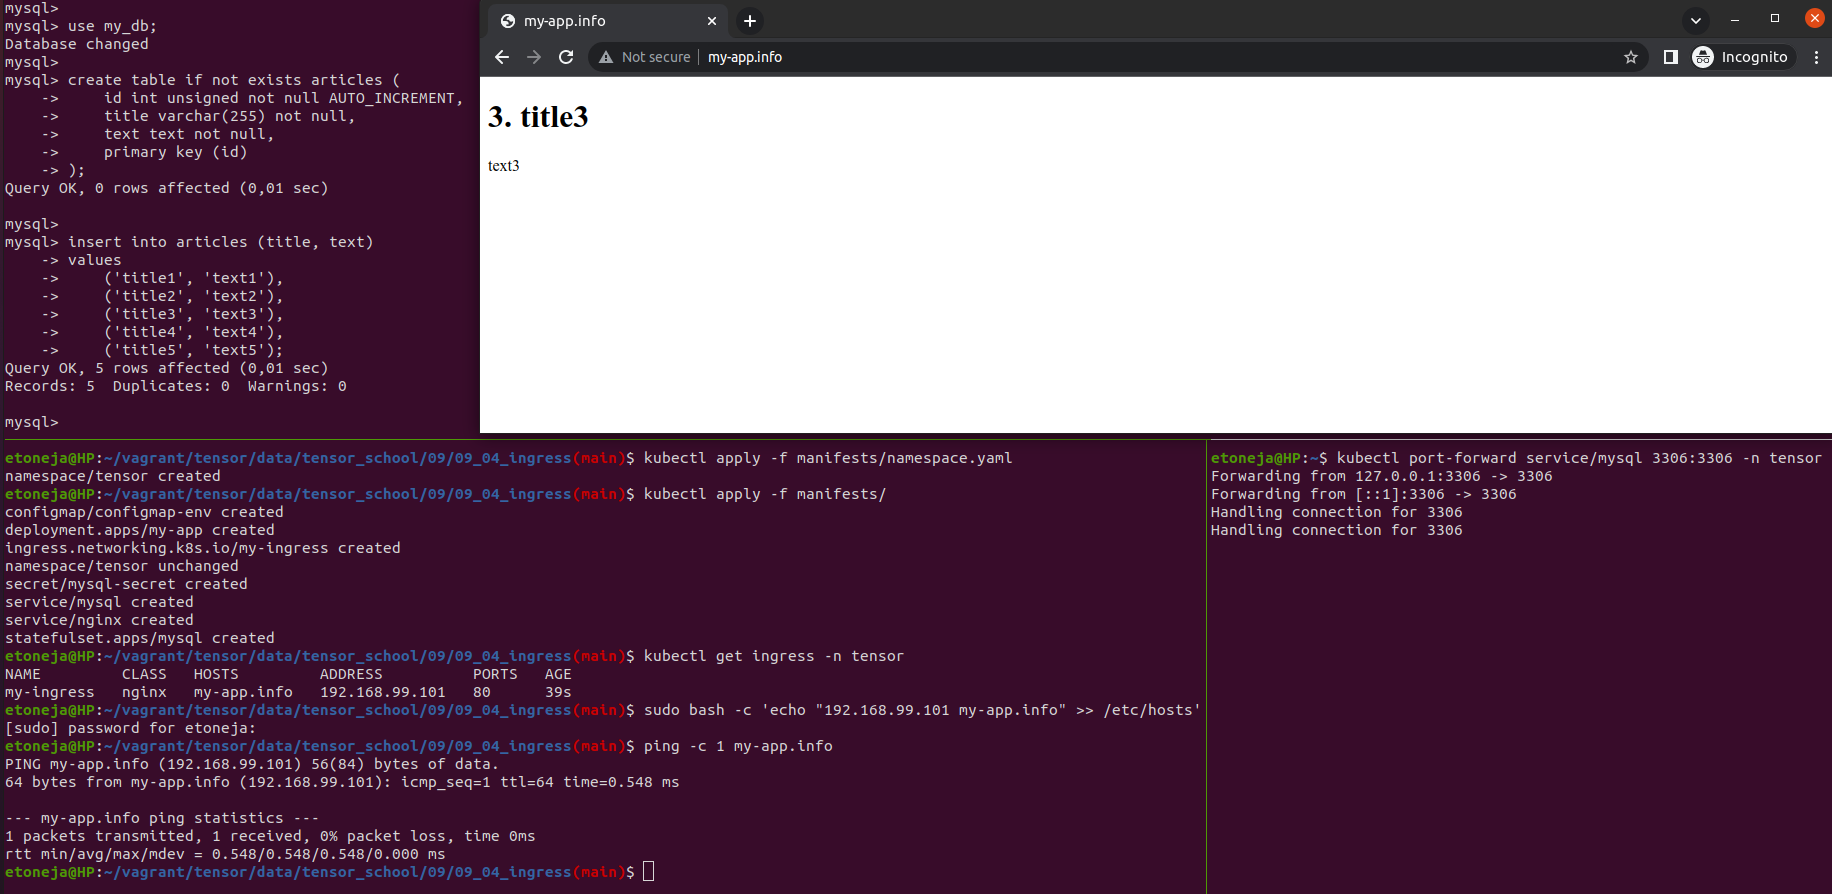 mysql>
mysql> use my_db;
Database changed
mysql>
mysql> create table if not exists articles (
    ->     id int unsigned not null AUTO_INCREMENT,
    ->     title varchar(255) not null,
    ->     text text not null,
    ->     primary key (id)
    -> );
Query OK, 0 rows affected (0,01 sec)

mysql>
mysql> insert into articles (title, text)
    -> values
    ->     ('title1', 'text1'),
    ->     ('title2', 'text2'),
    ->     ('title3', 'text3'),
    ->     ('title4', 'text4'),
    ->     ('title5', 'text5');
Query OK, 5 rows affected (0,01 sec)
Records: 5  Duplicates: 0  Warnings: 0

mysql>
my-app.info
Not secure | my-app.info
Incognito
3. title3
text3
etoneja@HP:~/vagrant/tensor/data/tensor_school/09/09_04_ingress(main)$ kubectl apply -f manifests/namespace.yaml
namespace/tensor created
etoneja@HP:~/vagrant/tensor/data/tensor_school/09/09_04_ingress(main)$ kubectl apply -f manifests/
configmap/configmap-env created
deployment.apps/my-app created
ingress.networking.k8s.io/my-ingress created
namespace/tensor unchanged
secret/mysql-secret created
service/mysql created
service/nginx created
statefulset.apps/mysql created
etoneja@HP:~/vagrant/tensor/data/tensor_school/09/09_04_ingress(main)$ kubectl get ingress -n tensor
NAME         CLASS   HOSTS         ADDRESS          PORTS   AGE
my-ingress   nginx   my-app.info   192.168.99.101   80      39s
etoneja@HP:~/vagrant/tensor/data/tensor_school/09/09_04_ingress(main)$ sudo bash -c 'echo "192.168.99.101 my-app.info" >> /etc/hosts'
[sudo] password for etoneja:
etoneja@HP:~/vagrant/tensor/data/tensor_school/09/09_04_ingress(main)$ ping -c 1 my-app.info
PING my-app.info (192.168.99.101) 56(84) bytes of data.
64 bytes from my-app.info (192.168.99.101): icmp_seq=1 ttl=64 time=0.548 ms

--- my-app.info ping statistics ---
1 packets transmitted, 1 received, 0% packet loss, time 0ms
rtt min/avg/max/mdev = 0.548/0.548/0.548/0.000 ms
etoneja@HP:~/vagrant/tensor/data/tensor_school/09/09_04_ingress(main)$
etoneja@HP:~$ kubectl port-forward service/mysql 3306:3306 -n tensor
Forwarding from 127.0.0.1:3306 -> 3306
Forwarding from [::1]:3306 -> 3306
Handling connection for 3306
Handling connection for 3306